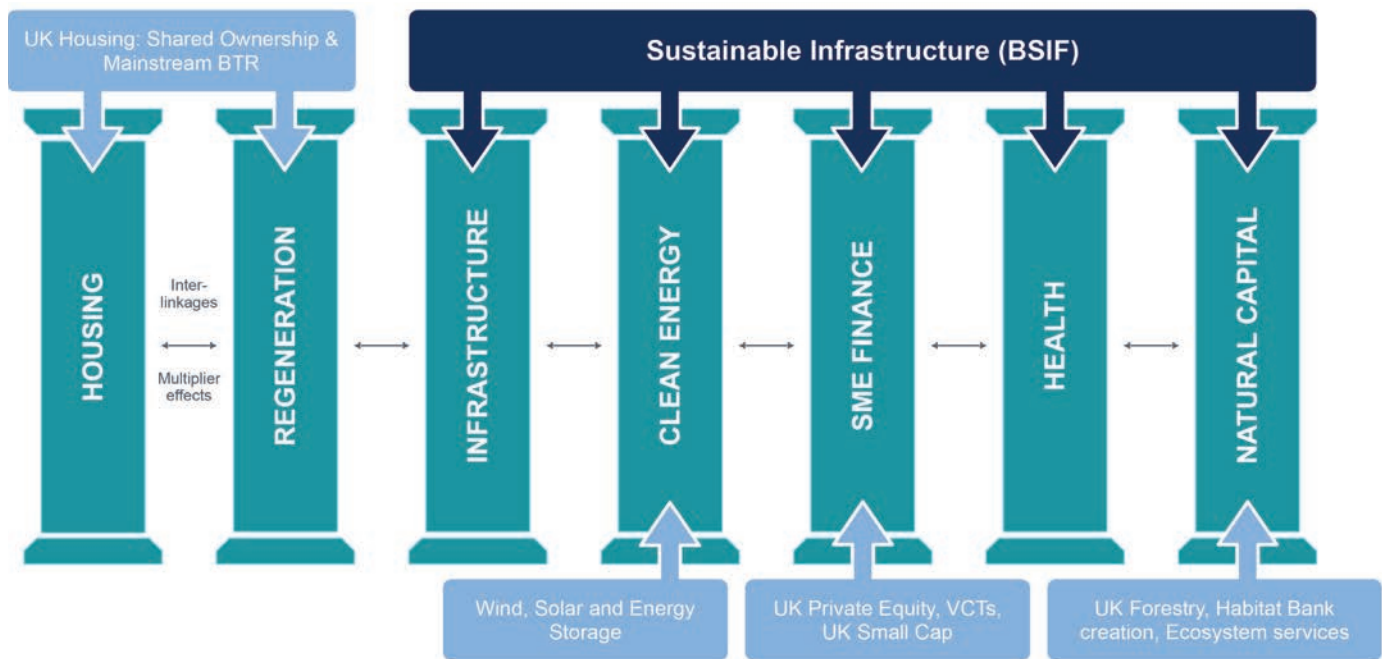 UK Housing: Shared Ownership &
Mainstream BTR
Sustainable Infrastructure (BSIF)
HOUSING
Inter-
linkages
Multiplier
effects
REGENERATION
INFRASTRUCTURE
CLEAN ENERGY
SME FINANCE
HEALTH
NATURAL CAPITAL
Wind, Solar and Energy
Storage
UK Private Equity, VCTs,
UK Small Cap
UK Forestry, Habitat Bank
creation, Ecosystem services